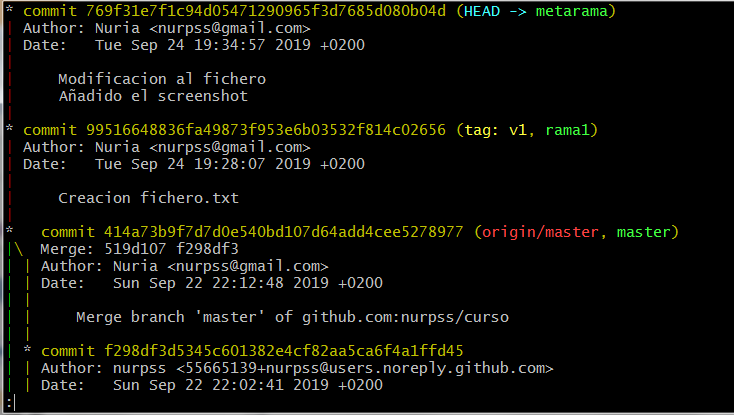 * commit 769f31e7f1c94d05471290965f3d7685d080b04d (HEAD -> metarama)
| Author: Nuria <nurpss@gmail.com>
| Date:   Tue Sep 24 19:34:57 2019 +0200
|
|     Modificacion al fichero
|     Añadido el screenshot
|
* commit 99516648836fa49873f953e6b03532f814c02656 (tag: v1, rama1)
| Author: Nuria <nurpss@gmail.com>
| Date:   Tue Sep 24 19:28:07 2019 +0200
|
|     Creacion fichero.txt
|
*   commit 414a73b9f7d7d0e540bd107d64add4cee5278977 (origin/master, master)
|\  Merge: 519d107 f298df3
| | Author: Nuria <nurpss@gmail.com>
| | Date:   Sun Sep 22 22:12:48 2019 +0200
| |
| |     Merge branch 'master' of github.com:nurpss/curso
| |
| * commit f298df3d5345c601382e4cf82aa5ca6f4a1ffd45
| | Author: nurpss <55665139+nurpss@users.noreply.github.com>
| | Date:   Sun Sep 22 22:02:41 2019 +0200
: